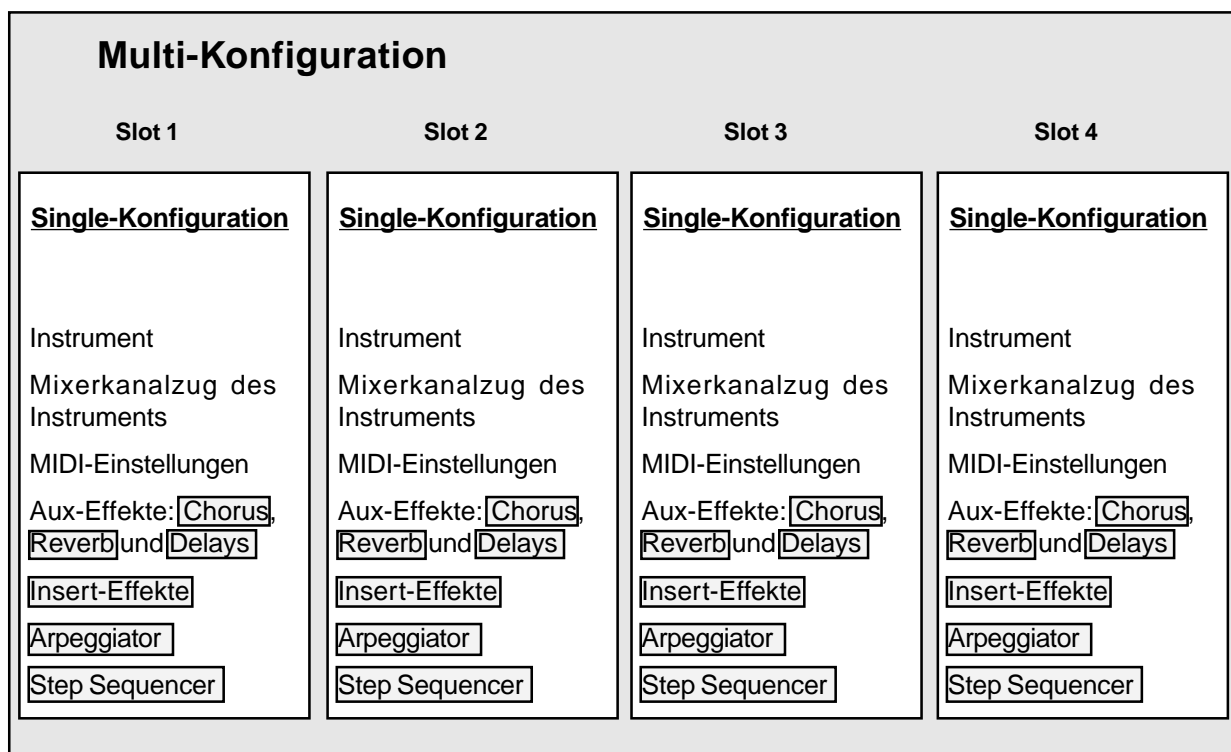 Multi-Konfiguration
Slot 1
Slot 2
Slot 3
Slot 4
Single-Konfiguration
Instrument
Mixerkanalzug des
Instruments
MIDI-Einstellungen
Aux-Effekte: Chorus,
Reverb und Delays
Insert-Effekte
Arpeggiator
Step Sequencer
Single-Konfiguration
Instrument
Mixerkanalzug des
Instruments
MIDI-Einstellungen
Aux-Effekte: Chorus,
Reverb und Delays
Insert-Effekte
Arpeggiator
Step Sequencer
Single-Konfiguration
Instrument
Mixerkanalzug des
Instruments
MIDI-Einstellungen
Aux-Effekte: Chorus,
Reverb und Delays
Insert-Effekte
Arpeggiator
Step Sequencer
Single-Konfiguration
Instrument
Mixerkanalzug des
Instruments
MIDI-Einstellungen
Aux-Effekte: Chorus,
Reverb und Delays
Insert-Effekte
Arpeggiator
Step Sequencer